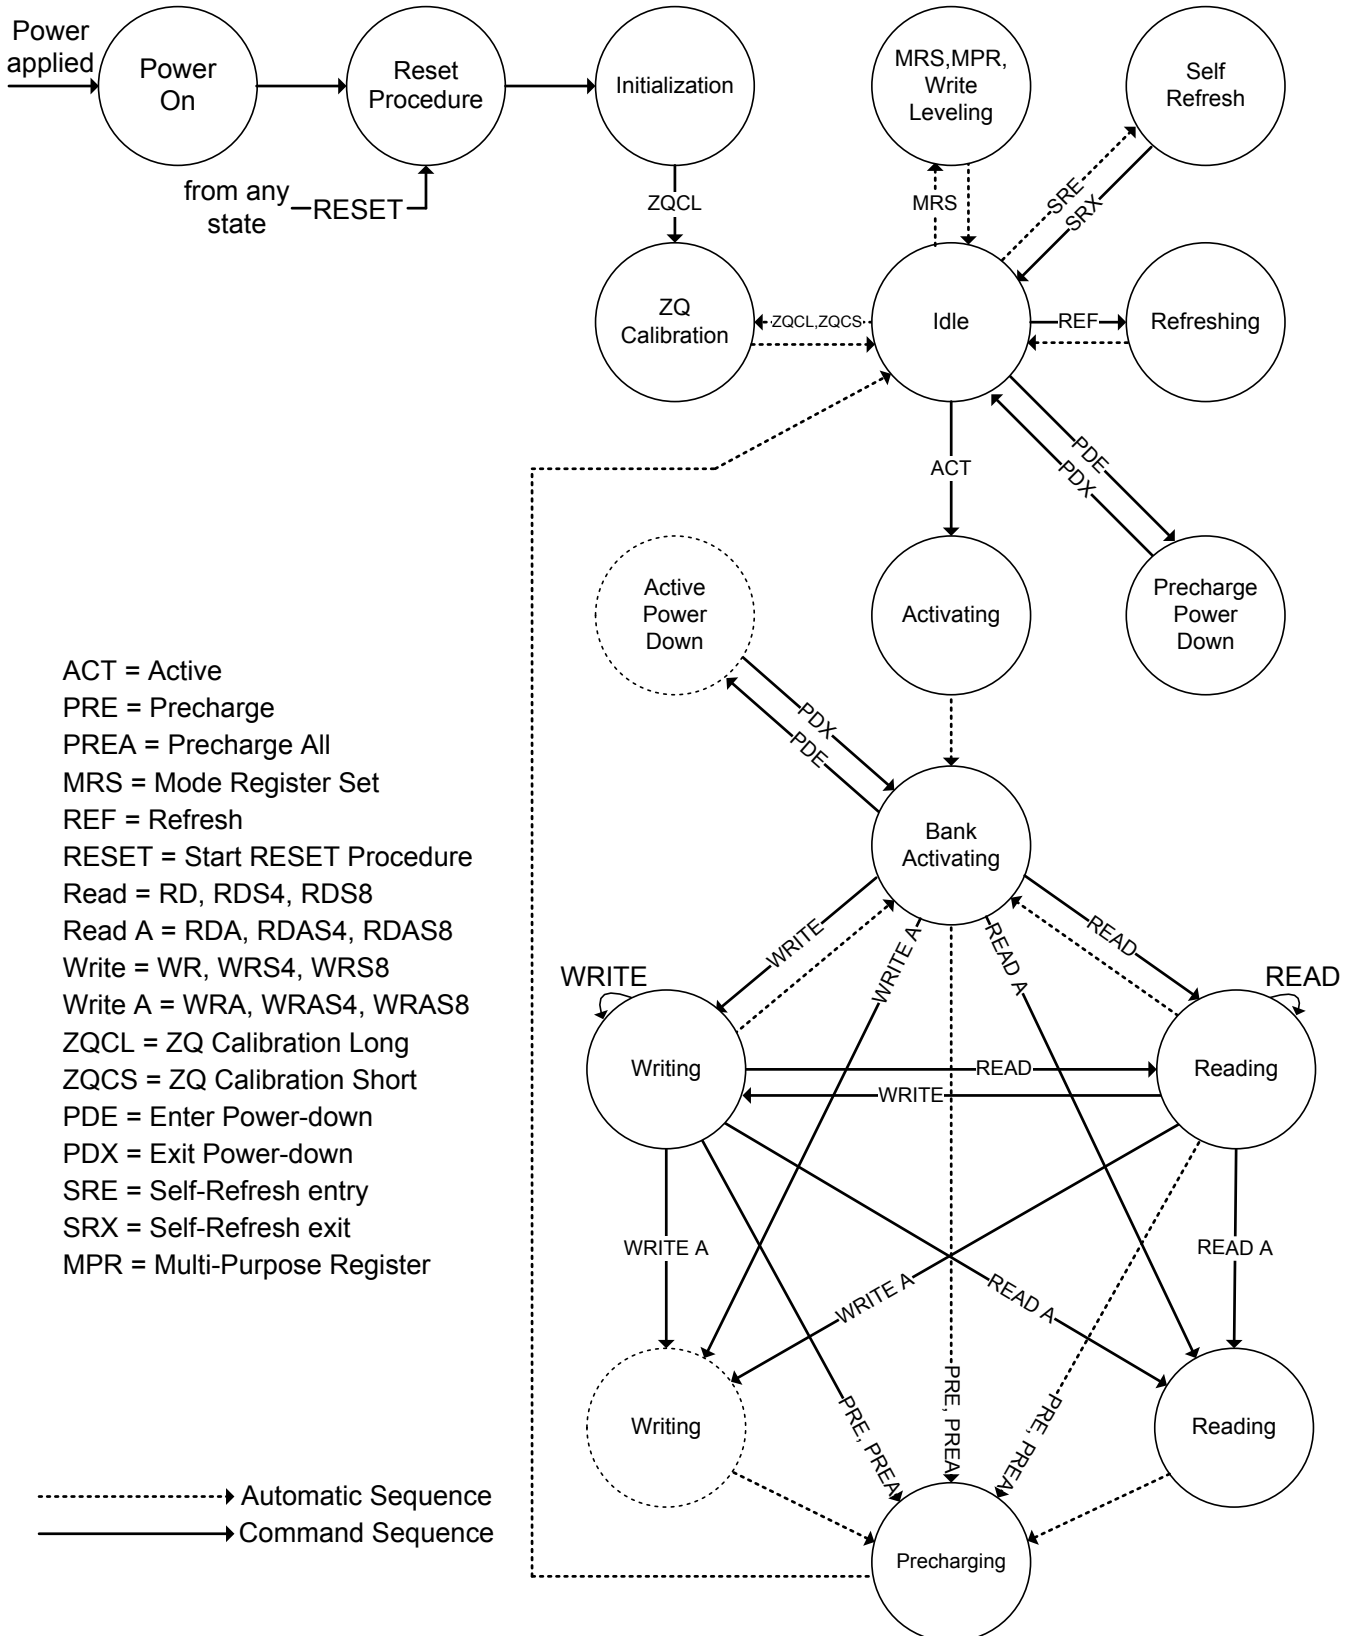 Power
applied
Power
On
Reset
Procedure
Initialization
MRS,MPR,
Write
Leveling
Self
Refresh
from any
state
RESET
ZQCL
MRS
SRE
SRX
ZQ
Calibration
ZQCL,ZQCS
Idle
REF
Refreshing
ACT
PDE
PDX
Active
Power
Down
Activating
Precharge
Power
Down
PDX
PDE
ACT = Active
PRE = Precharge
PREA = Precharge All
MRS = Mode Register Set
REF = Refresh
RESET = Start RESET Procedure
Read = RD, RDS4, RDS8
Read A = RDA, RDAS4, RDAS8
Write = WR, WRS4, WRS8
Write A = WRA, WRAS4, WRAS8
ZQCL = ZQ Calibration Long
ZQCS = ZQ Calibration Short
PDE = Enter Power-down
PDX = Exit Power-down
SRE = Self-Refresh entry
SRX = Self-Refresh exit
MPR = Multi-Purpose Register
Bank
Activating
WRITE
WRITE A
READ A
READ
WRITE
READ
Writing
READ
WRITE
Reading
WRITE A
WRITE A
READ A
READ A
Writing
PRE, PREA
PRE, PREA
PRE, PREA
Reading
Precharging
Automatic Sequence
Command Sequence